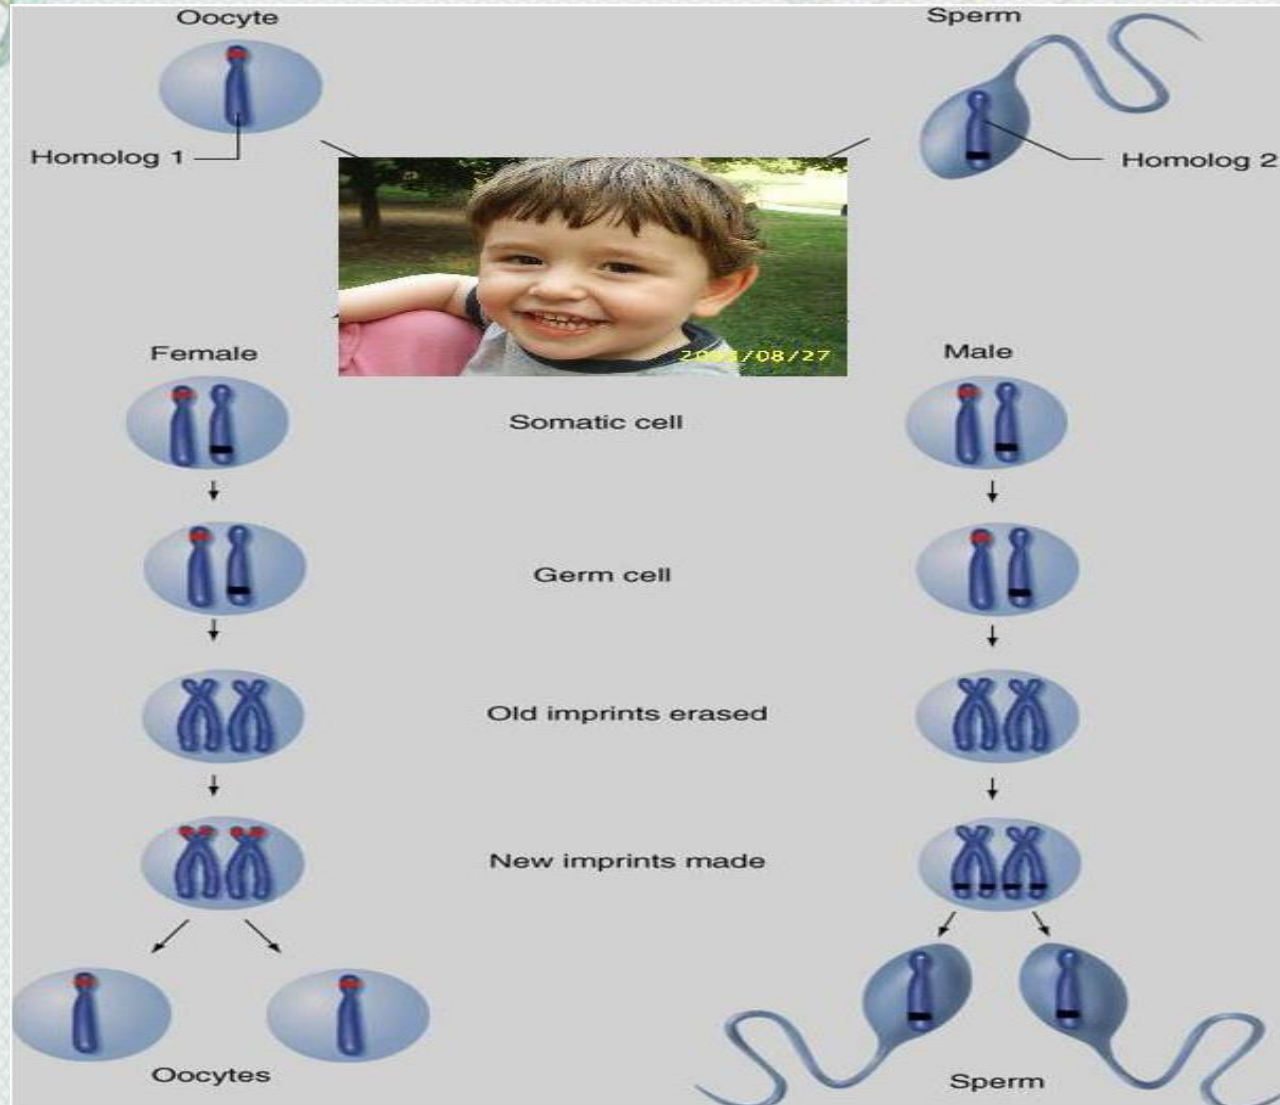 Oocyte
Sperm
Homolog 1
Homolog 2
Female
Male
Somatic cell
Germ cell
Old imprints erased
New imprints made
Oocytes
Sperm